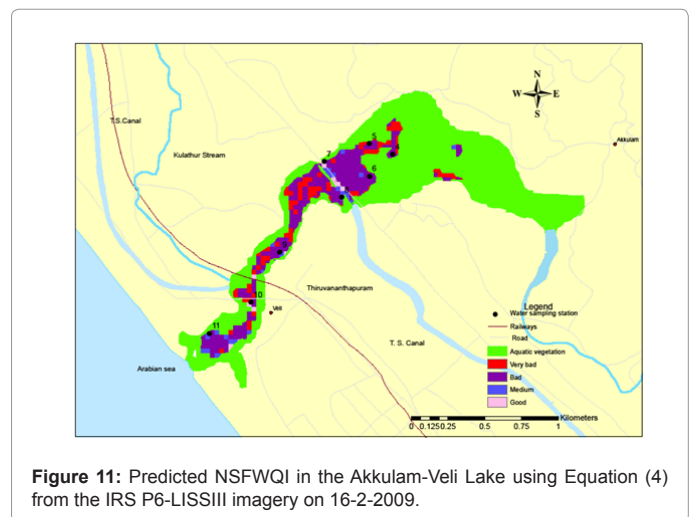 N
W E
S
T.S.Canal
Kulathur Stream
Akkulam
7
5
4
6
Thiruvananthapuram
10
Veli
11
T. S. Canal
Arabian sea
Legend
Water sampling station
Railways
Road
Aquatic vegetation
Very bad
Bad
Medium
Good
Kilometers
0 0.125 0.25 0.5 0.75 1
Figure 11: Predicted NSFWQI in the Akkulam-Veli Lake using Equation (4)
from the IRS P6-LISSIII imagery on 16-2-2009.